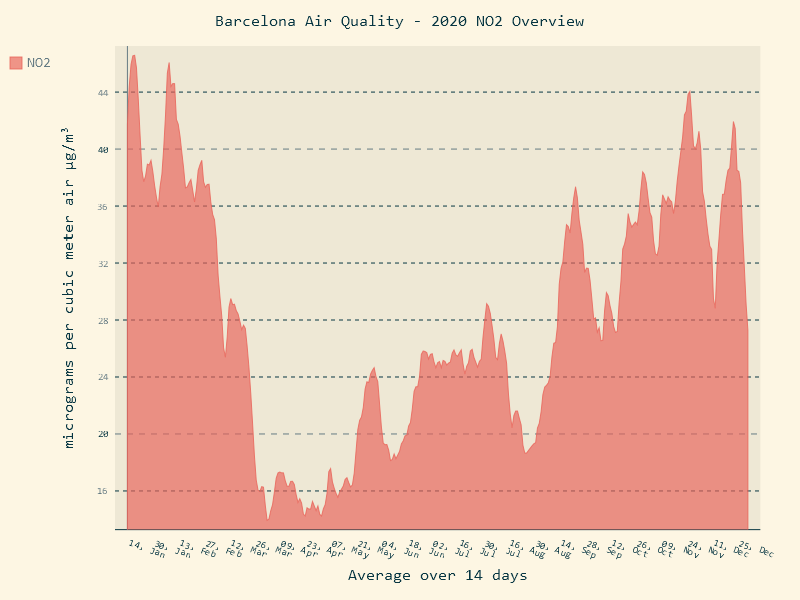 Barcelona Air Quality - 2020 NO2 Overview
NO2
micrograms per cubic meter air µg/m³
44
40
36
32
28
24
20
16
14, Jan
30, Jan
13, Feb
27, Feb
12, Mar
26, Mar
09, Apr
23, Apr
07, May
21, May
04, Jun
18, Jun
02, Jul
16, Jul
30, Jul
16, Aug
30, Aug
14, Sep
28, Sep
12, Oct
26, Oct
09, Nov
24, Nov
11, Dec
25, Dec
Average over 14 days